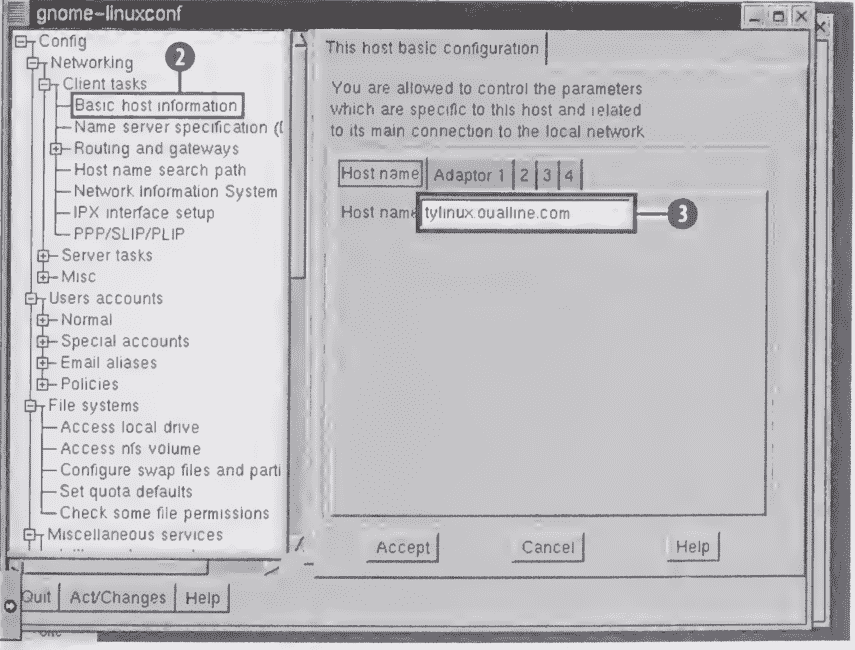 gnome-linuxconf
Config
2
Networking
Client tasks
Basic host information
Name server specification (
Routing and gateways
Host name search path
Network Information System
IPX interface setup
PPP/SLIP/PLIP
Server tasks
Misc
Users accounts
Normal
Special accounts
Email aliases
Policies
File systems
Access local drive
Access nfs volume
Configure swap files and parti
Set quota defaults
Check some file permissions
Miscellaneous services
This host basic configuration
You are allowed to control the parameters
which are specific to this host and related
to its main connection to the local network
Host name Adaptor 1 2 3 4
Host name tylinux.oualline.com 3
Accept Cancel Help
Quit Act/Changes Help